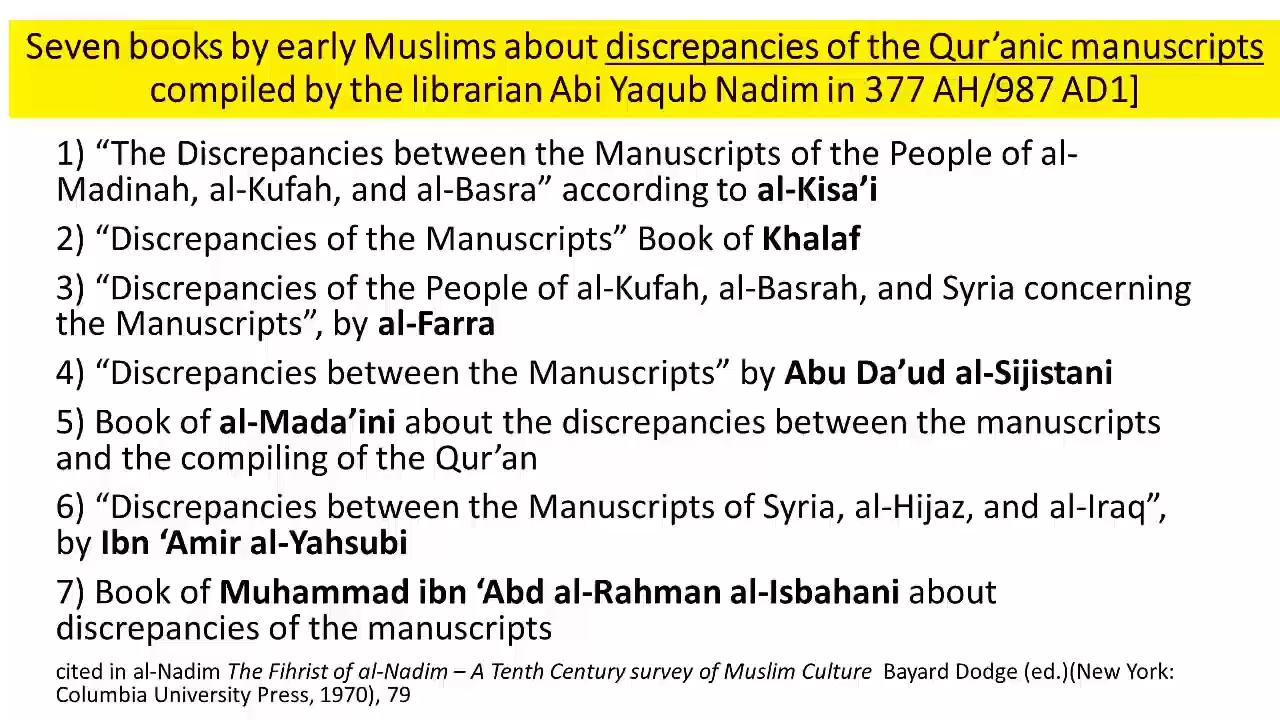 Seven books by early Muslims about discrepancies of the Qur’anic manuscripts
compiled by the librarian Abi Yaqub Nadim in 377 AH/987 AD1]
1) “The Discrepancies between the Manuscripts of the People of al-
Madinah, al-Kufah, and al-Basra” according to al-Kisa’i
2) “Discrepancies of the Manuscripts” Book of Khalaf
3) “Discrepancies of the People of al-Kufah, al-Basrah, and Syria concerning
the Manuscripts”, by al-Farra
4) “Discrepancies between the Manuscripts” by Abu Da’ud al-Sijistani
5) Book of al-Mada’ini about the discrepancies between the manuscripts
and the compiling of the Qur’an
6) “Discrepancies between the Manuscripts of Syria, al-Hijaz, and al-Iraq”,
by Ibn ‘Amir al-Yahsubi
7) Book of Muhammad ibn ‘Abd al-Rahman al-Isbahani about
discrepancies of the manuscripts
cited in al-Nadim The Fihrist of al-Nadim – A Tenth Century survey of Muslim Culture Bayard Dodge (ed.)(New York:
Columbia University Press, 1970), 79